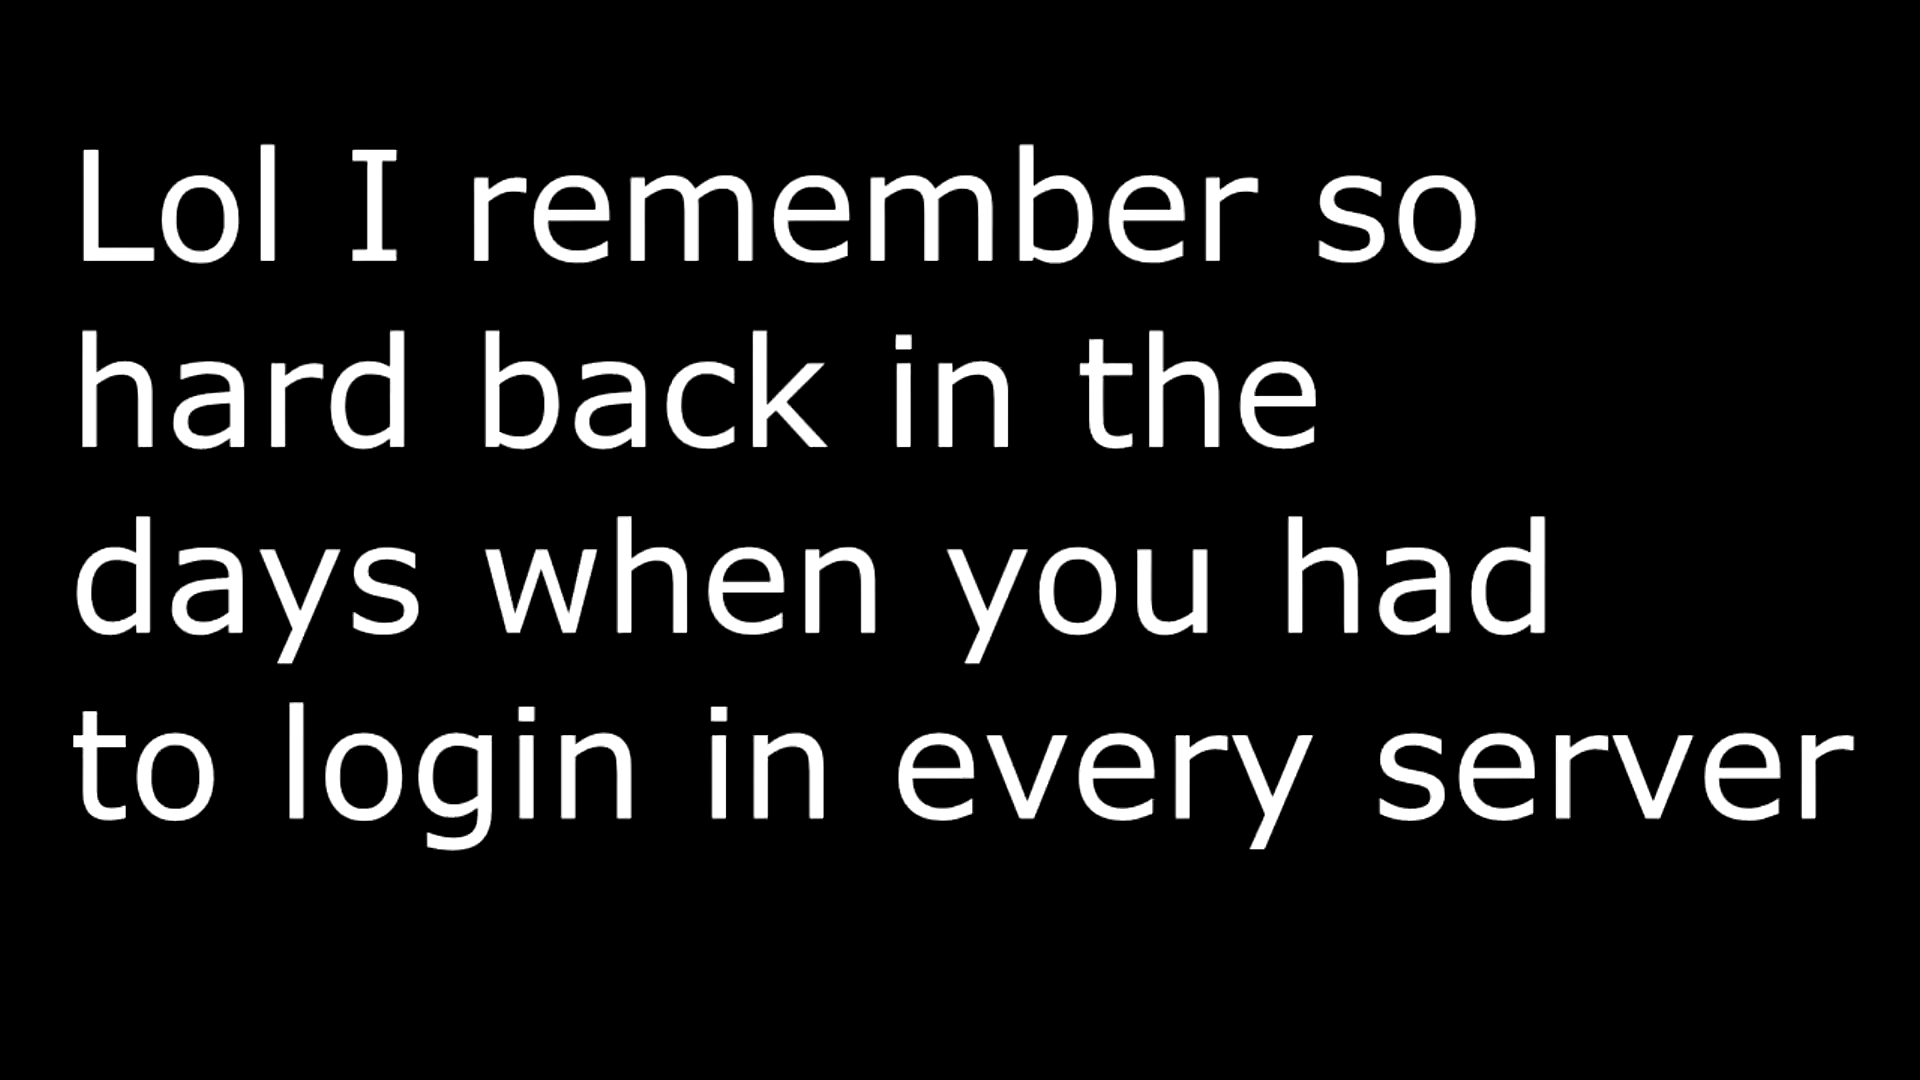 Lol I remember so
hard back in the
days when you had
to login in every server